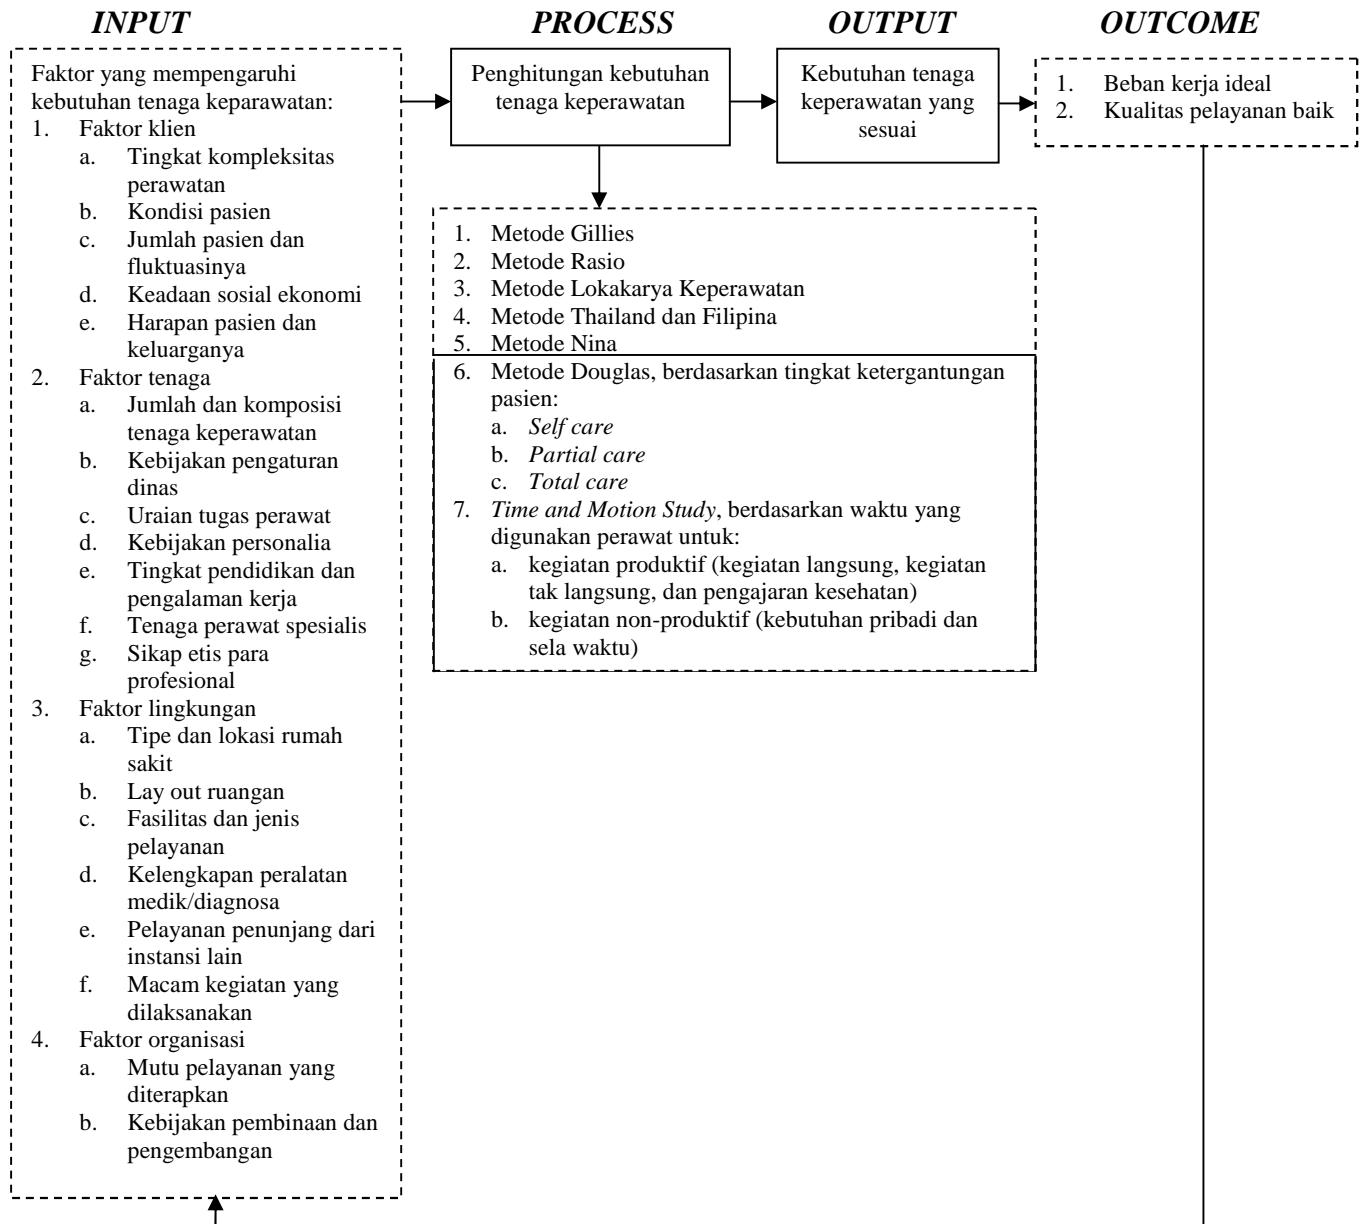 INPUT
PROCESS
OUTPUT
OUTCOME
Faktor yang mempengaruhi
kebutuhan tenaga keparawatan:
1. Faktor klien
a. Tingkat kompleksitas
perawatan
b. Kondisi pasien
c. Jumlah pasien dan
fluktuasinya
d. Keadaan sosial ekonomi
e. Harapan pasien dan
keluarganya
2. Faktor tenaga
a. Jumlah dan komposisi
tenaga keperawatan
b. Kebijakan pengaturan
dinas
c. Uraian tugas perawat
d. Kebijakan personalia
e. Tingkat pendidikan dan
pengalaman kerja
f. Tenaga perawat spesialis
g. Sikap etis para
profesional
3. Faktor lingkungan
a. Tipe dan lokasi rumah
sakit
b. Lay out ruangan
c. Fasilitas dan jenis
pelayanan
d. Kelengkapan peralatan
medik/diagnosa
e. Pelayanan penunjang dari
instansi lain
f. Macam kegiatan yang
dilaksanakan
4. Faktor organisasi
a. Mutu pelayanan yang
diterapkan
b. Kebijakan pembinaan dan
pengembangan
Penghitungan kebutuhan
tenaga keperawatan
Kebutuhan tenaga
keperawatan yang
sesuai
1. Beban kerja ideal
2. Kualitas pelayanan baik
1. Metode Gillies
2. Metode Rasio
3. Metode Lokakarya Keperawatan
4. Metode Thailand dan Filipina
5. Metode Nina
6. Metode Douglas, berdasarkan tingkat ketergantungan
pasien:
a. Self care
b. Partial care
c. Total care
7. Time and Motion Study, berdasarkan waktu yang
digunakan perawat untuk:
a. kegiatan produktif (kegiatan langsung, kegiatan
tak langsung, dan pengajaran kesehatan)
b. kegiatan non-produktif (kebutuhan pribadi dan
sela waktu)